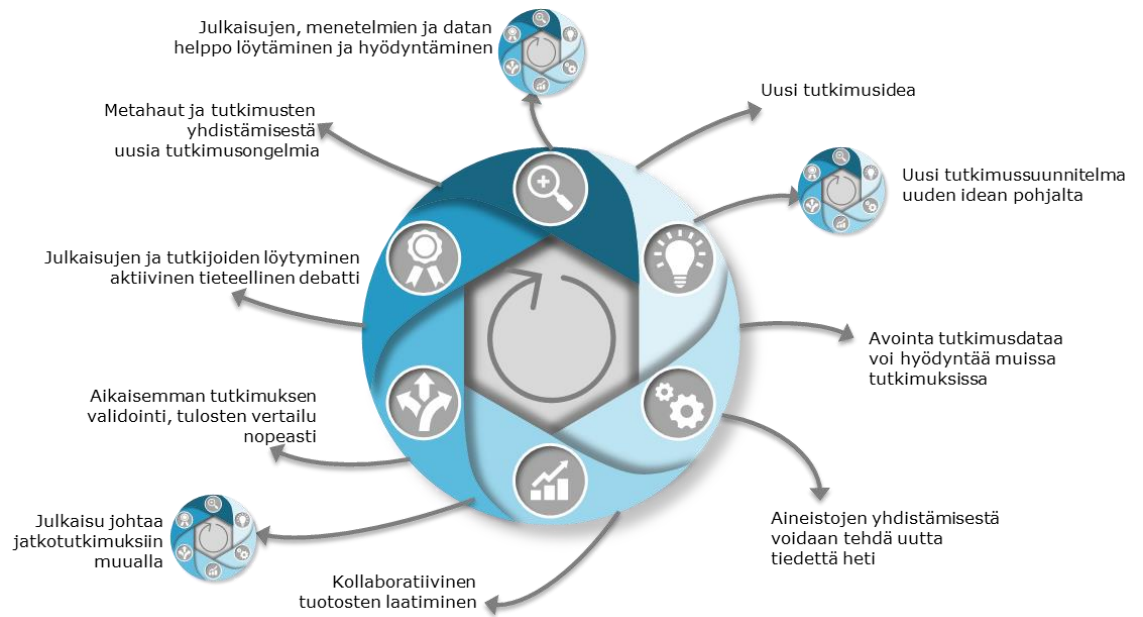 Julkaisujen, menetelmien ja datan
helppo löytäminen ja hyödyntäminen
Uusi tutkimusidea
Metahaut ja tutkimusten
yhdistämisestä
uusia tutkimusongelmia
Uusi tutkimussuunnitelma
uuden idean pohjalta
Julkaisujen ja tutkijoiden löytyminen
aktiivinen tieteellinen debatti
Avointa tutkimusdataa
voi hyödyntää muissa
tutkimuksissa
Aikaisemman tutkimuksen
validointi, tulosten vertailu
nopeasti
Julkaisu johtaa
jatkotutkimuksiin
muualla
Aineistojen yhdistämisestä
voidaan tehdä uutta
tiedettä heti
Kollaboratiivinen
tuotosten laatiminen